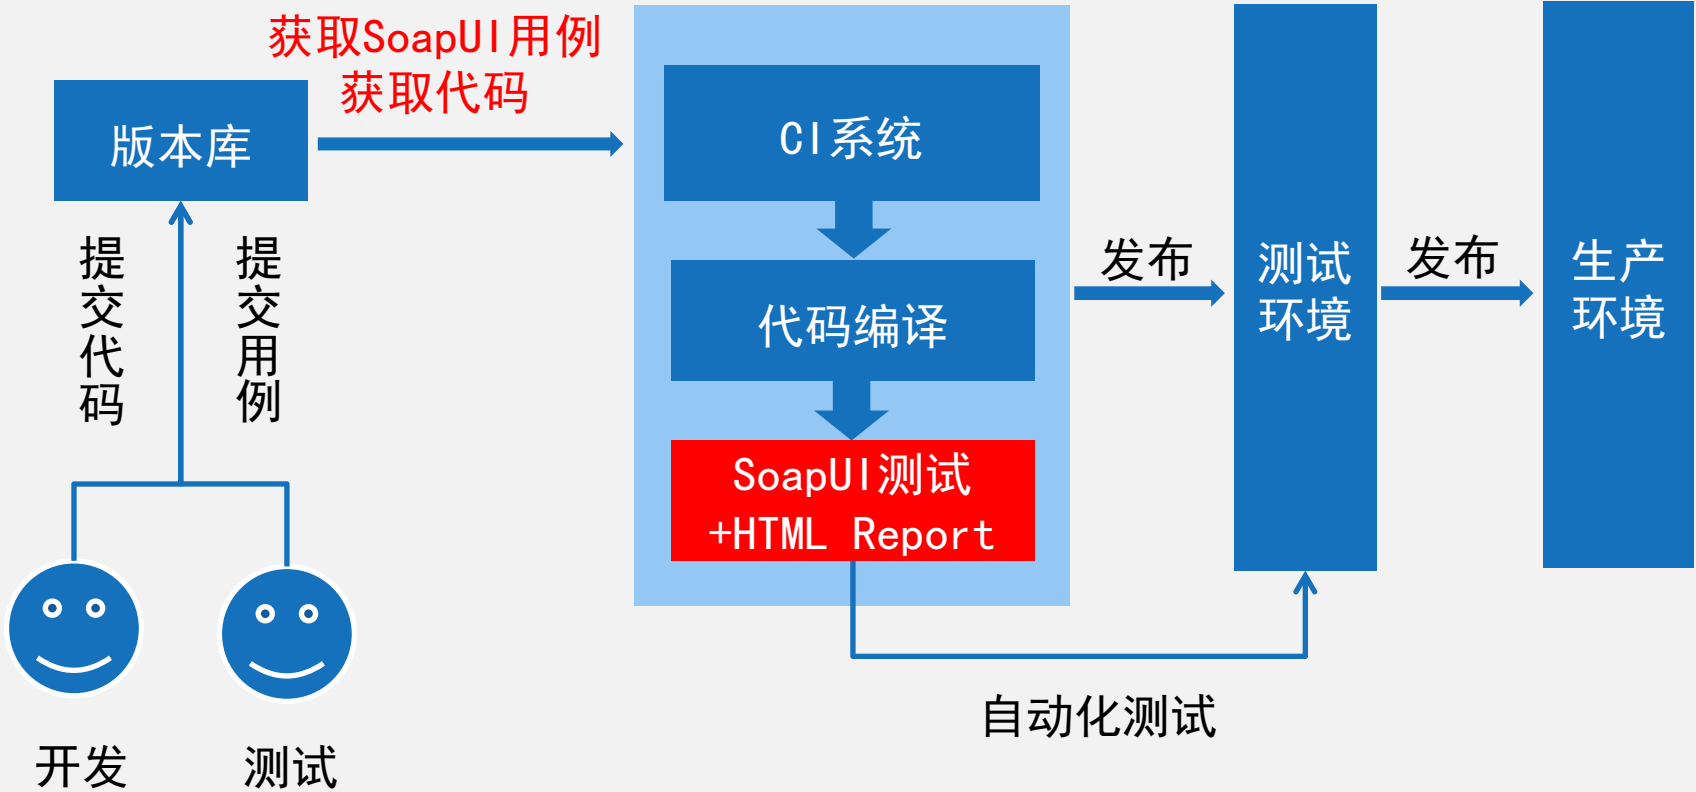 获取SoapUI用例
获取代码
版本库
CI系统
提交代码
提交用例
代码编译
发布
测试
环境
发布
生产
环境
SoapUI测试
+HTML Report
自动化测试
开发
测试